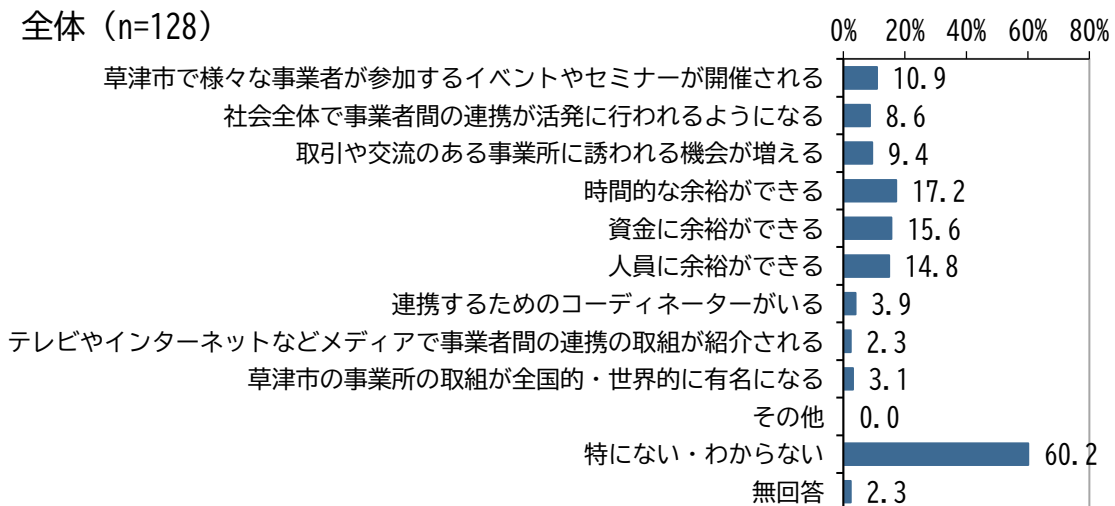 全体 (n=128)
0% 20% 40% 60% 80%
草津市で様々な事業者が参加するイベントやセミナーが開催される 10.9
社会全体で事業者間の連携が活発に行われるようになる 8.6
取引や交流のある事業所に誘われる機会が増える 9.4
時間的な余裕ができる 17.2
資金に余裕ができる 15.6
人員に余裕ができる 14.8
連携するためのコーディネーターがいる 3.9
テレビやインターネットなどメディアで事業者間の連携の取組が紹介される 2.3
草津市の事業所の取組が全国的・世界的に有名になる 3.1
その他 0.0
特にない・わからない 60.2
無回答 2.3